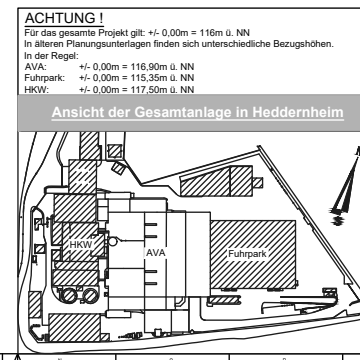 ACHTUNG !
Für das gesamte Projekt gilt: +/- 0,00m = 116m ü. NN
In älteren Planungsunterlagen finden sich unterschiedliche Bezugshöhen.
In der Regel:
AVA: +/- 0,00m = 116,90m ü. NN
Fuhrpark: +/- 0,00m = 115,35m ü. NN
HKW: +/- 0,00m = 117,50m ü. NN
Ansicht der Gesamtanlage in Heddernheim
HKW
AVA
Fuhrpark